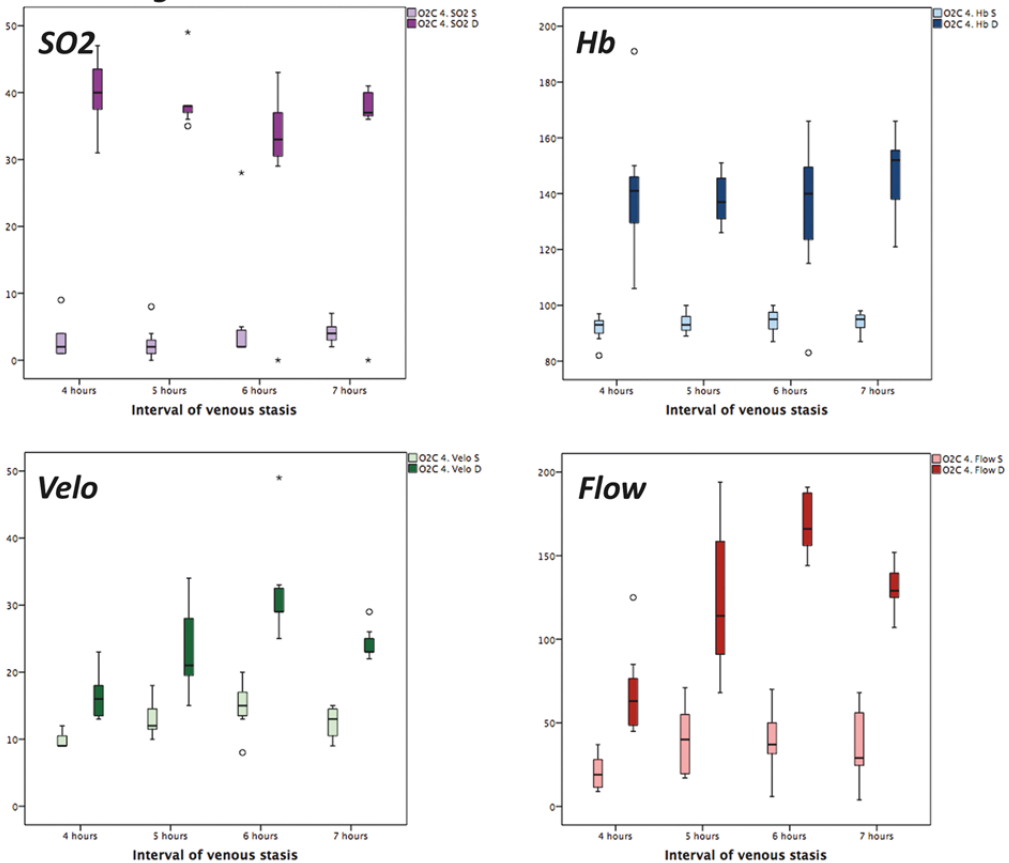 O2C 4. SO2 S
O2C 4. SO2 D
SO2
50
40
30
20
10
0
4 hours 5 hours 6 hours 7 hours
Interval of venous stasis
O2C 4. Hb S
O2C 4. Hb D
Hb
200
180
160
140
120
100
80
4 hours 5 hours 6 hours 7 hours
Interval of venous stasis
O2C 4. Velo S
O2C 4. Velo D
Velo
50
40
30
20
10
0
4 hours 5 hours 6 hours 7 hours
Interval of venous stasis
O2C 4. Flow S
O2C 4. Flow D
Flow
200
150
100
50
0
4 hours 5 hours 6 hours 7 hours
Interval of venous stasis